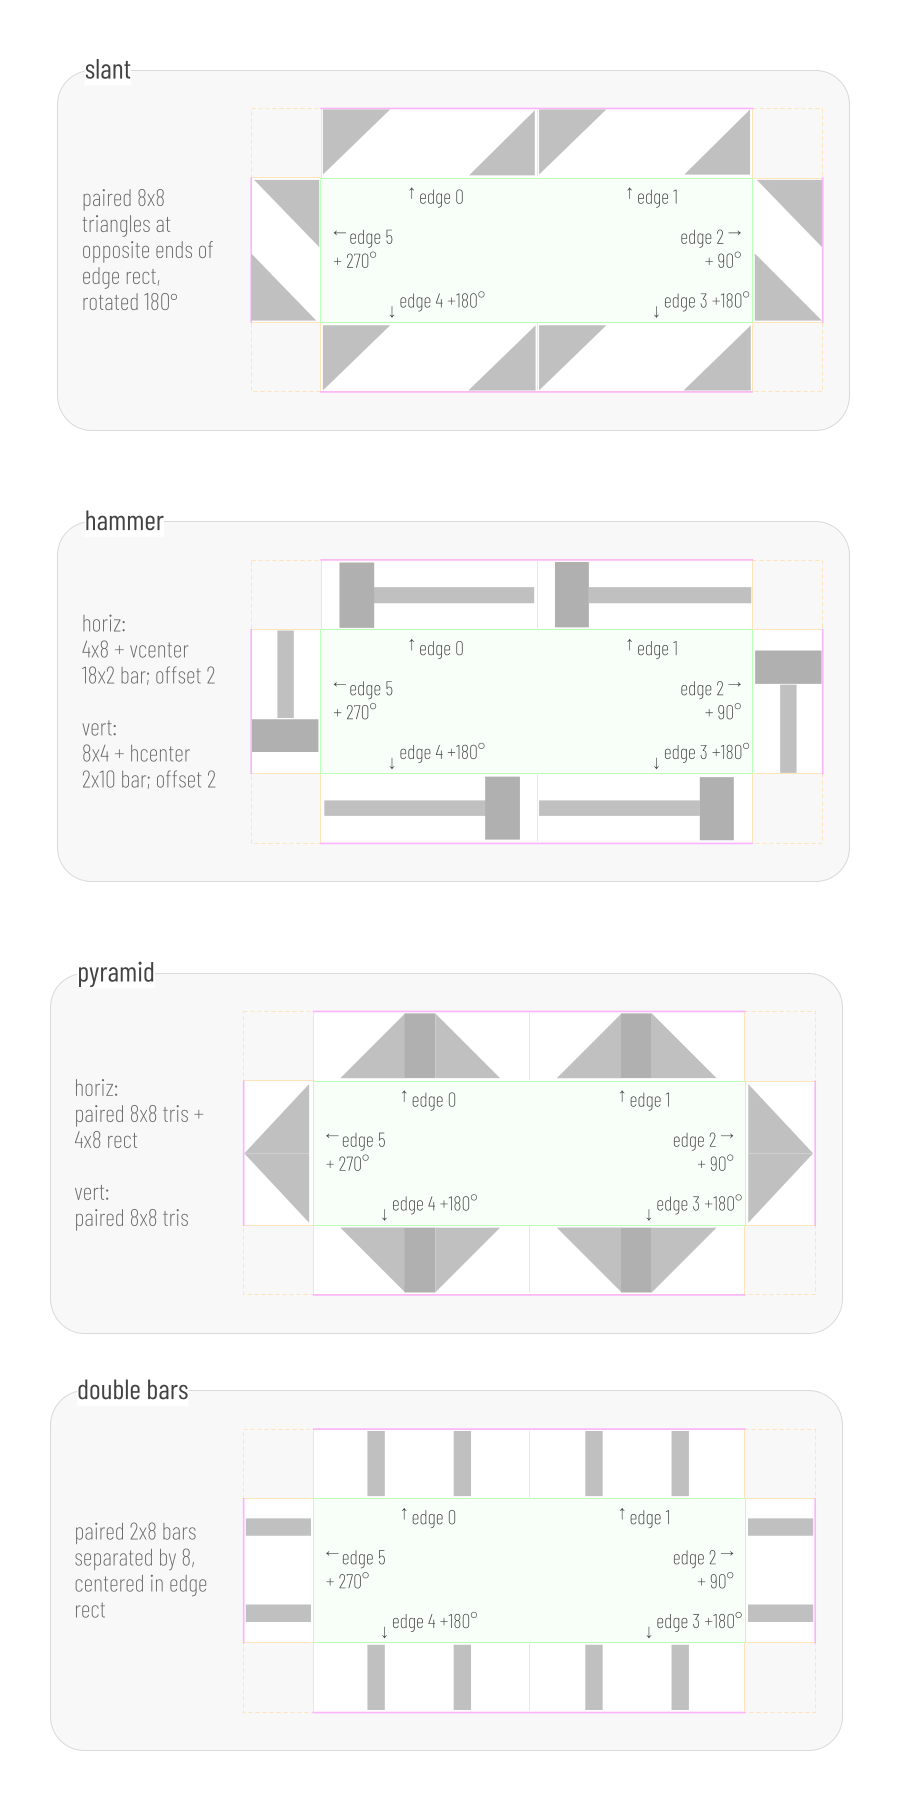 slant
paired 8x8
triangles at
opposite ends of
edge rect,
rotated 180°
↑ edge 0
↑ edge 1
← edge 5
+ 270°
edge 2 →
+ 90°
↓ edge 4 +180°
↓ edge 3 +180°
hammer
horiz:
4x8 + vcenter
18x2 bar; offset 2
vert:
8x4 + hcenter
2x10 bar; offset 2
↑ edge 0
↑ edge 1
← edge 5
+ 270°
edge 2 →
+ 90°
↓ edge 4 +180°
↓ edge 3 +180°
pyramid
horiz:
paired 8x8 tris +
4x8 rect
vert:
paired 8x8 tris
↑ edge 0
↑ edge 1
← edge 5
+ 270°
edge 2 →
+ 90°
↓ edge 4 +180°
↓ edge 3 +180°
double bars
paired 2x8 bars
separated by 8,
centered in edge
rect
↑ edge 0
↑ edge 1
← edge 5
+ 270°
edge 2 →
+ 90°
↓ edge 4 +180°
↓ edge 3 +180°